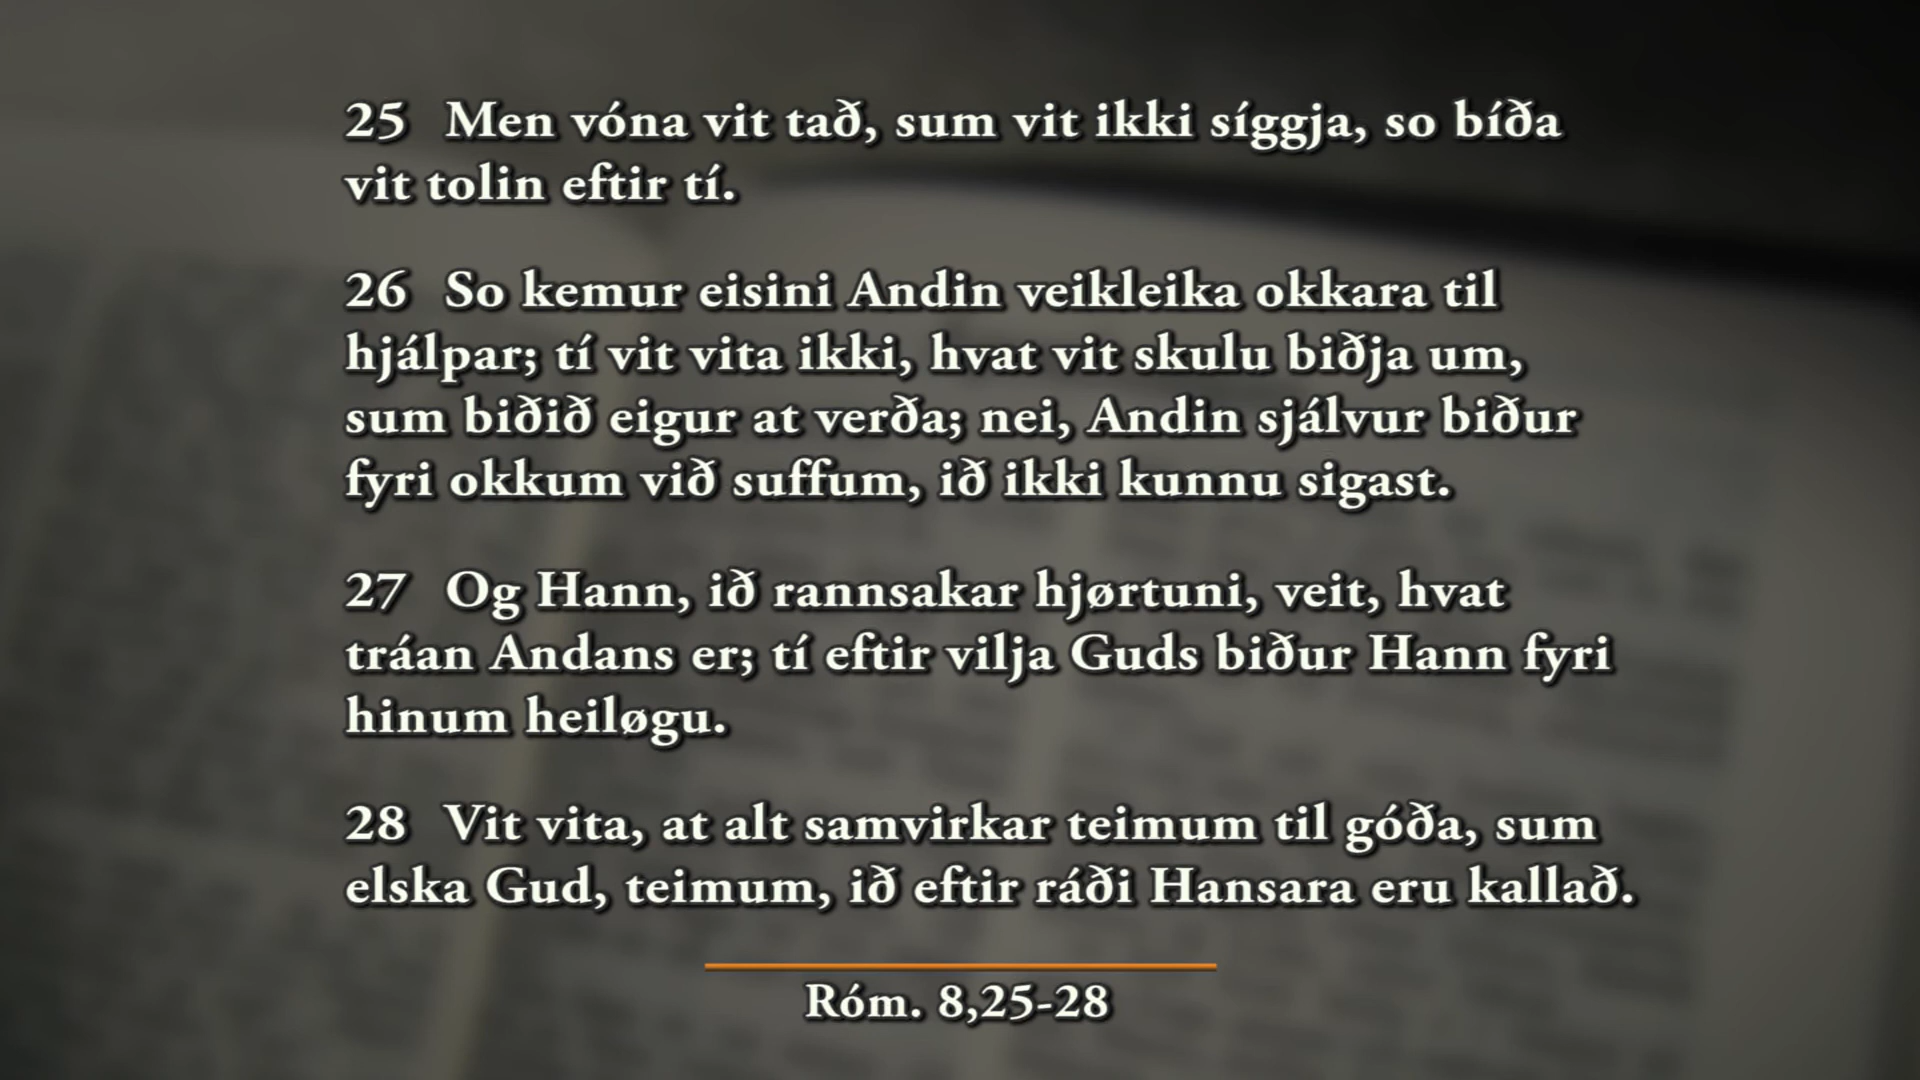 25 Men vóna vit tað, sum vit ikki síggja, so bíða
vit tolin eftir tí.
26 So kemur eisini Andin veikleika okkara til
hjálpar; tí vit vita ikki, hvat vit skulu biðja um,
sum biðið eigur at verða; nei, Andin sjálvur biður
fyri okkum við suffum, ið ikki kunnu sigast.
27 Og Hann, ið rannsakar hjørtuni, veit, hvat
tráan Andans er; tí eftir vilja Guds biður Hann fyri
hinum heiløgu.
28 Vit vita, at alt samvirkar teimum til góða, sum
elska Gud, teimum, ið eftir ráði Hansara eru kallað.
Róm. 8,25-28